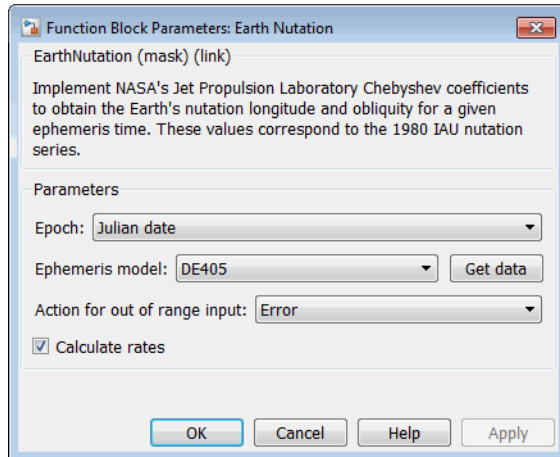 Function Block Parameters: Earth Nutation
EarthNutation (mask) (link)
Implement NASA's Jet Propulsion Laboratory Chebyshev coefficients
to obtain the Earth's nutation longitude and obliquity for a given
ephemeris time. These values correspond to the 1980 IAU nutation
series.
Parameters
Epoch: Julian date
Ephemeris model: DE405 Get data
Action for out of range input: Error
Calculate rates
OK Cancel Help Apply